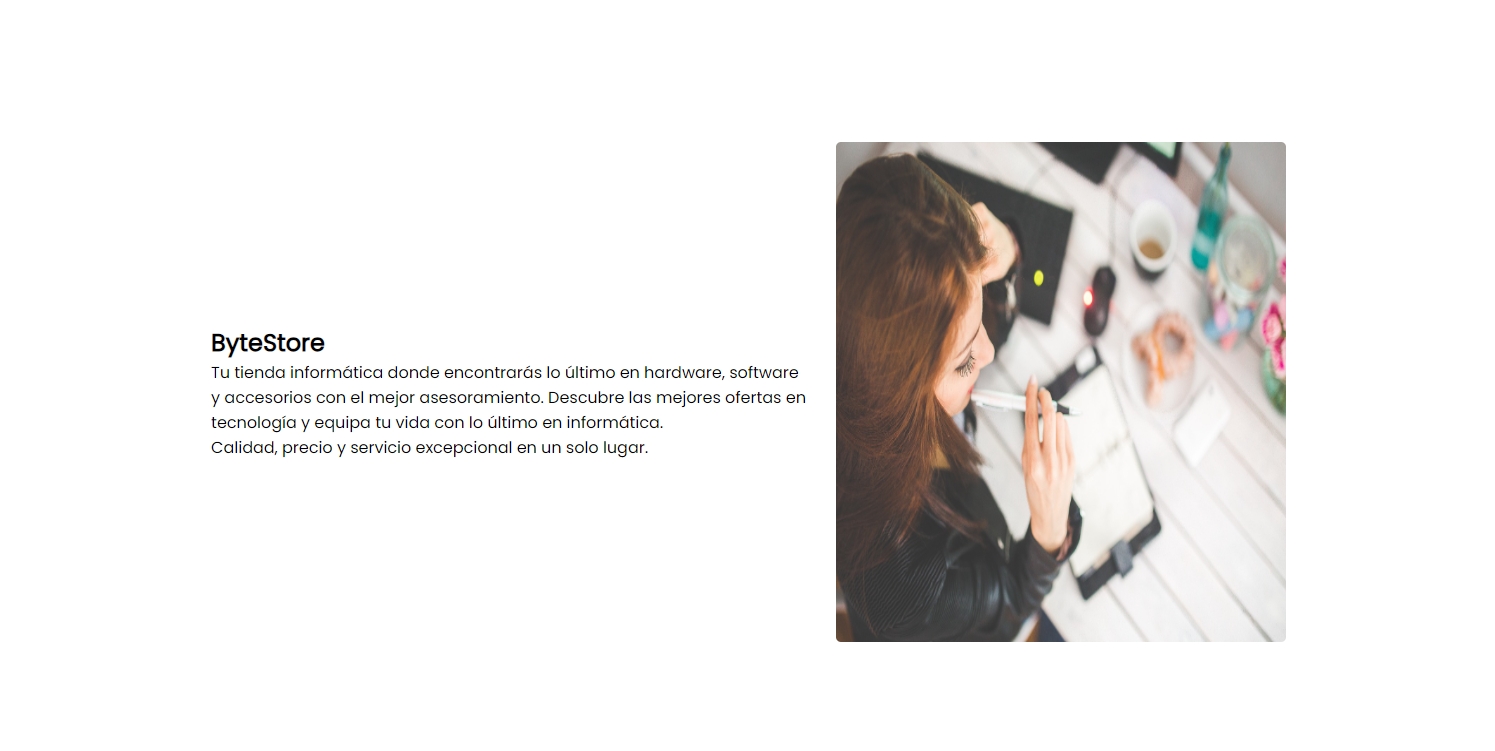 ByteStore
Tu tienda informática donde encontrarás lo último en hardware, software
y accesorios con el mejor asesoramiento. Descubre las mejores ofertas en
tecnología y equipa tu vida con lo último en informática.
Calidad, precio y servicio excepcional en un solo lugar.